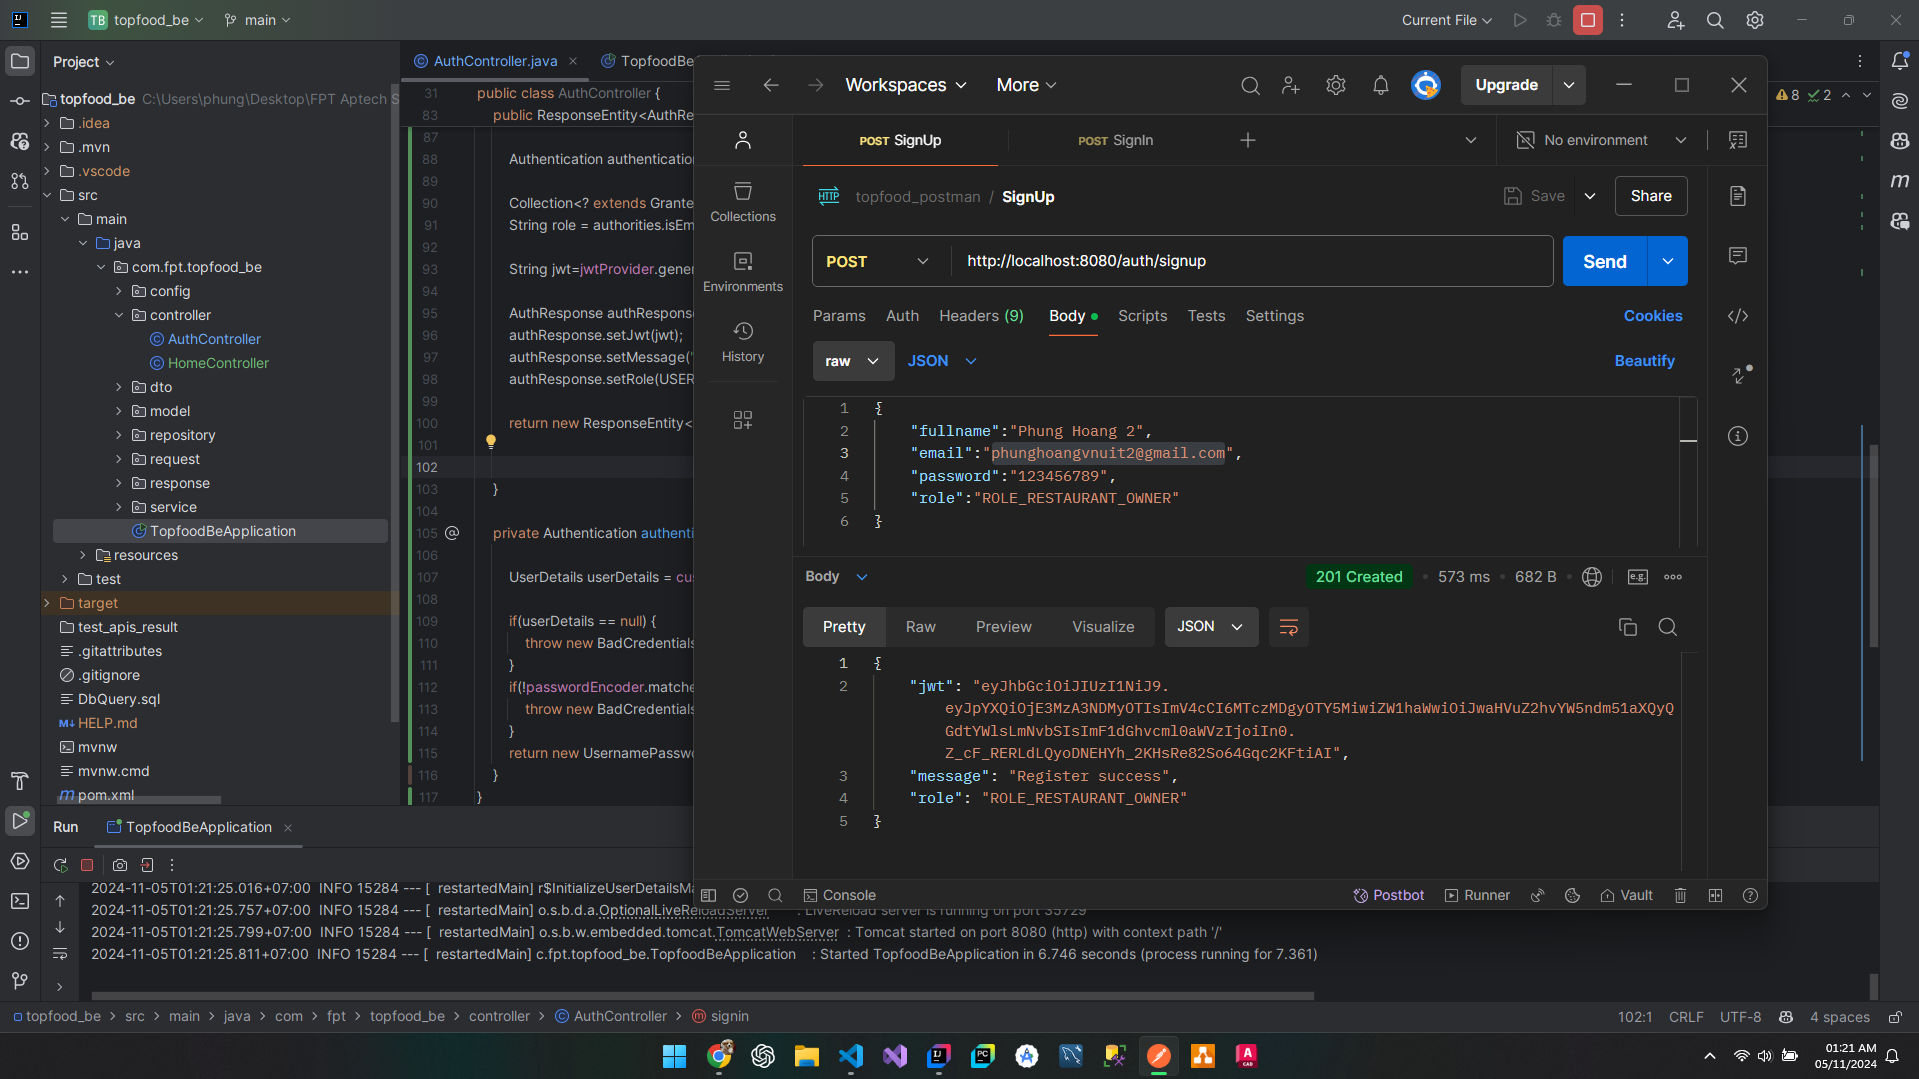 TB topfood_be main Current File
Project
AuthController.java
topfood_be C:\Users\phung\Desktop\FPT Aptech S
.idea
.mvn
.vscode
src
main
java
com.fpt.topfood_be
config
controller
AuthController
HomeController
dto
model
repository
request
response
service
TopfoodBeApplication
resources
test
target
test_apis_result
.gitattributes
.gitignore
DbQuery.sql
HELP.md
mvnw
mvnw.cmd
pom.xml
31 public class AuthController {
83 public ResponseEntity<AuthRe
87
88 Authentication authentication
89
90 Collection<? extends Grante
91 String role = authorities.isEm
92
93 String jwt=jwtProvider.gener
94
95 AuthResponse authRespons
96 authResponse.setJwt(jwt);
97 authResponse.setMessage("
98 authResponse.setRole(USER
99
100 return new ResponseEntity<
101
102
103 }
104
105 private Authentication authenti
106
107 UserDetails userDetails = cus
108
109 if(userDetails == null) {
110 throw new BadCredentials
111 }
112 if(!passwordEncoder.matche
113 throw new BadCredentials
114 }
115 return new UsernamePasswo
116 }
117 }
8 2
Workspaces More Upgrade
POST SignUp POST SignIn No environment
Collections
Environments
History
HTTP topfood_postman / SignUp Save Share
POST http://localhost:8080/auth/signup Send
Params Auth Headers (9) Body Scripts Tests Settings Cookies
raw JSON Beautify
1 {
2 "fullname":"Phung Hoang 2",
3 "email":"phunghoangvnuit2@gmail.com",
4 "password":"123456789",
5 "role":"ROLE_RESTAURANT_OWNER"
6 }
Body 201 Created 573 ms 682 B e.g.
Pretty Raw Preview Visualize JSON
1 {
2 "jwt": "eyJhbGciOiJIUzI1NiJ9.
eyJpYXQiOjE3MzA3NDMyOTIsImV4cCI6MTczMDgyOTY5MiwiZW1haWwiOiJwaHVuZ2hvYW5ndm51aXQyQ
GdtYWlsLmNvbSIsImF1dGhvcml0aWVzIjoiIn0.
Z_cF_RERLdLQyoDNEHYh_2KHsRe82So64Gqc2KFtiAI",
3 "message": "Register success",
4 "role": "ROLE_RESTAURANT_OWNER"
5 }
Console Postbot Runner Vault
Run TopfoodBeApplication
2024-11-05T01:21:25.016+07:00 INFO 15284 --- [ restartedMain] r$InitializeUserDetailsMa
2024-11-05T01:21:25.757+07:00 INFO 15284 --- [ restartedMain] o.s.b.d.a.OptionalLiveReloadServer : LiveReload server is running on port 35729
2024-11-05T01:21:25.799+07:00 INFO 15284 --- [ restartedMain] o.s.b.w.embedded.tomcat.TomcatWebServer : Tomcat started on port 8080 (http) with context path '/'
2024-11-05T01:21:25.811+07:00 INFO 15284 --- [ restartedMain] c.fpt.topfood_be.TopfoodBeApplication : Started TopfoodBeApplication in 6.746 seconds (process running for 7.361)
topfood_be > src > main > java > com > fpt > topfood_be > controller > AuthController > signin 102:1 CRLF UTF-8 4 spaces
01:21 AM
05/11/2024